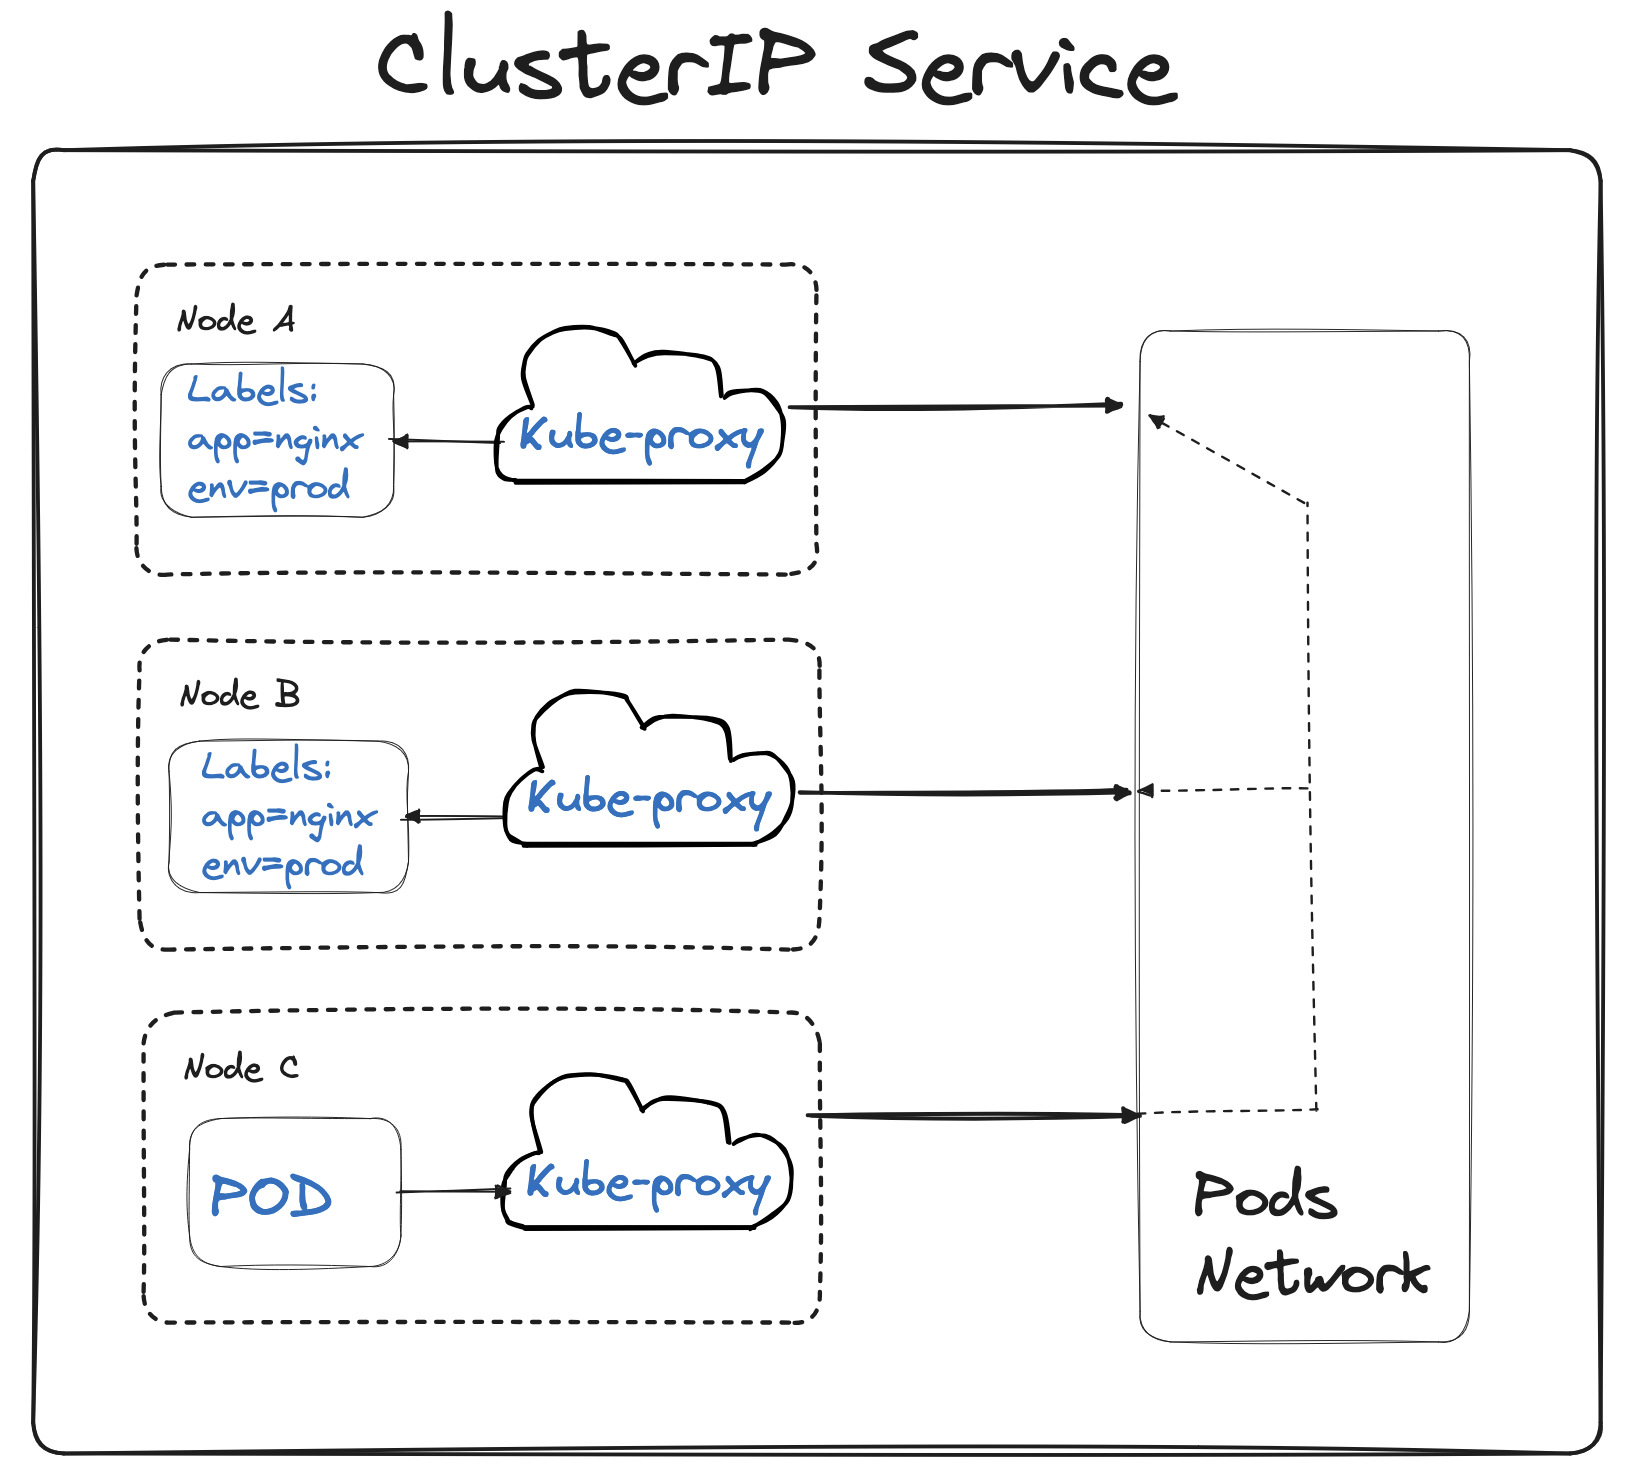 ClusterIP Service
Node A
Labels:
app=nginx
env=prod
Kube-proxy
Node B
Labels:
app=nginx
env=prod
Kube-proxy
Node C
POD
Kube-proxy
Pods
Network